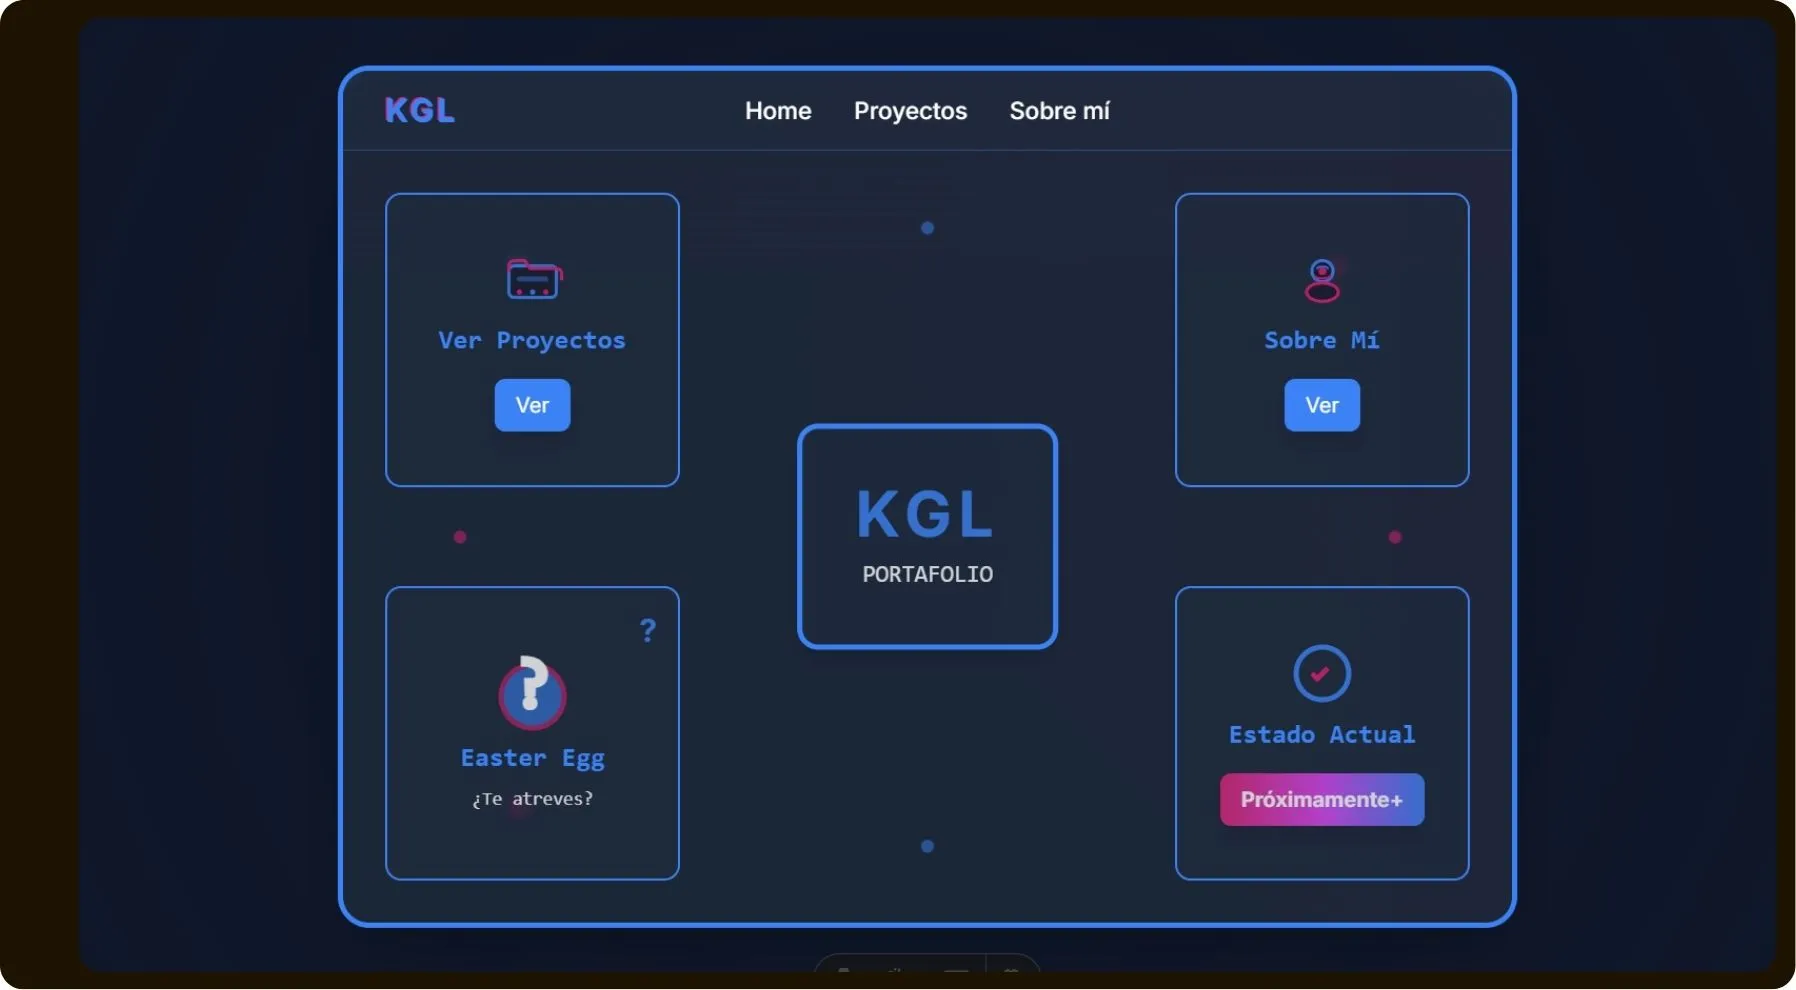 KGL
Home Proyectos Sobre mí
Ver Proyectos
Ver
Sobre Mí
Ver
KGL
PORTAFOLIO
?
?
Easter Egg
¿Te atreves?
Estado Actual
Próximamente+